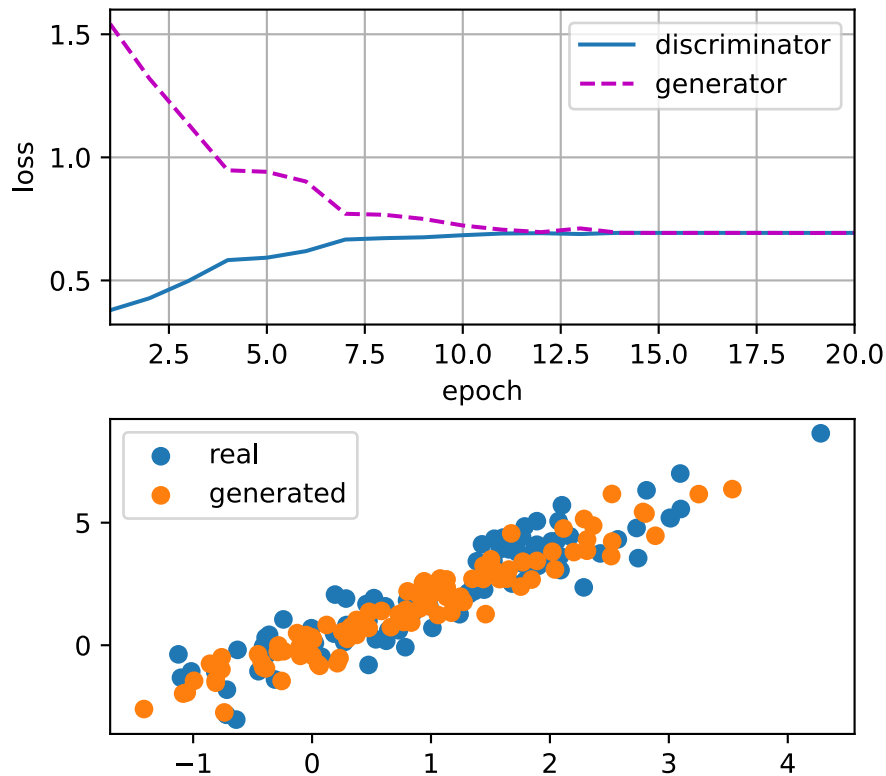 1.5
1.0
0.5
loss
discriminator
generator
2.5 5.0 7.5 10.0 12.5 15.0 17.5 20.0
epoch
5
0
real
generated
−1 0 1 2 3 4